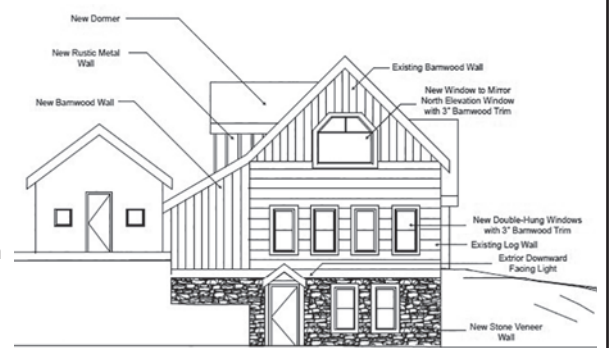 New Dormer
New Rustic Metal
Wall
New Barnwood Wall
Existing Barnwood Wall
New Window to Mirror
North Elevation Window
with 3" Barnwood Trim
New Double-Hung Windows
with 3" Barnwood Trim
Existing Log Wall
Extrior Downward
Facing Light
New Stone Veneer
Wall